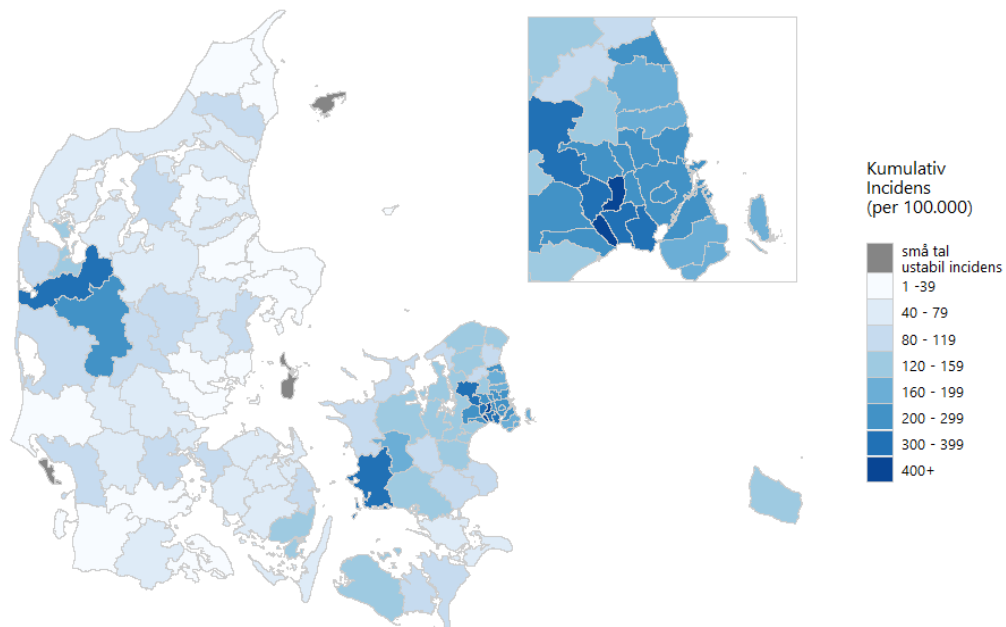 Kumulativ
Incidens
(per 100.000)
små tal
ustabil incidens
1 -39
40 - 79
80 - 119
120 - 159
160 - 199
200 - 299
300 - 399
400+